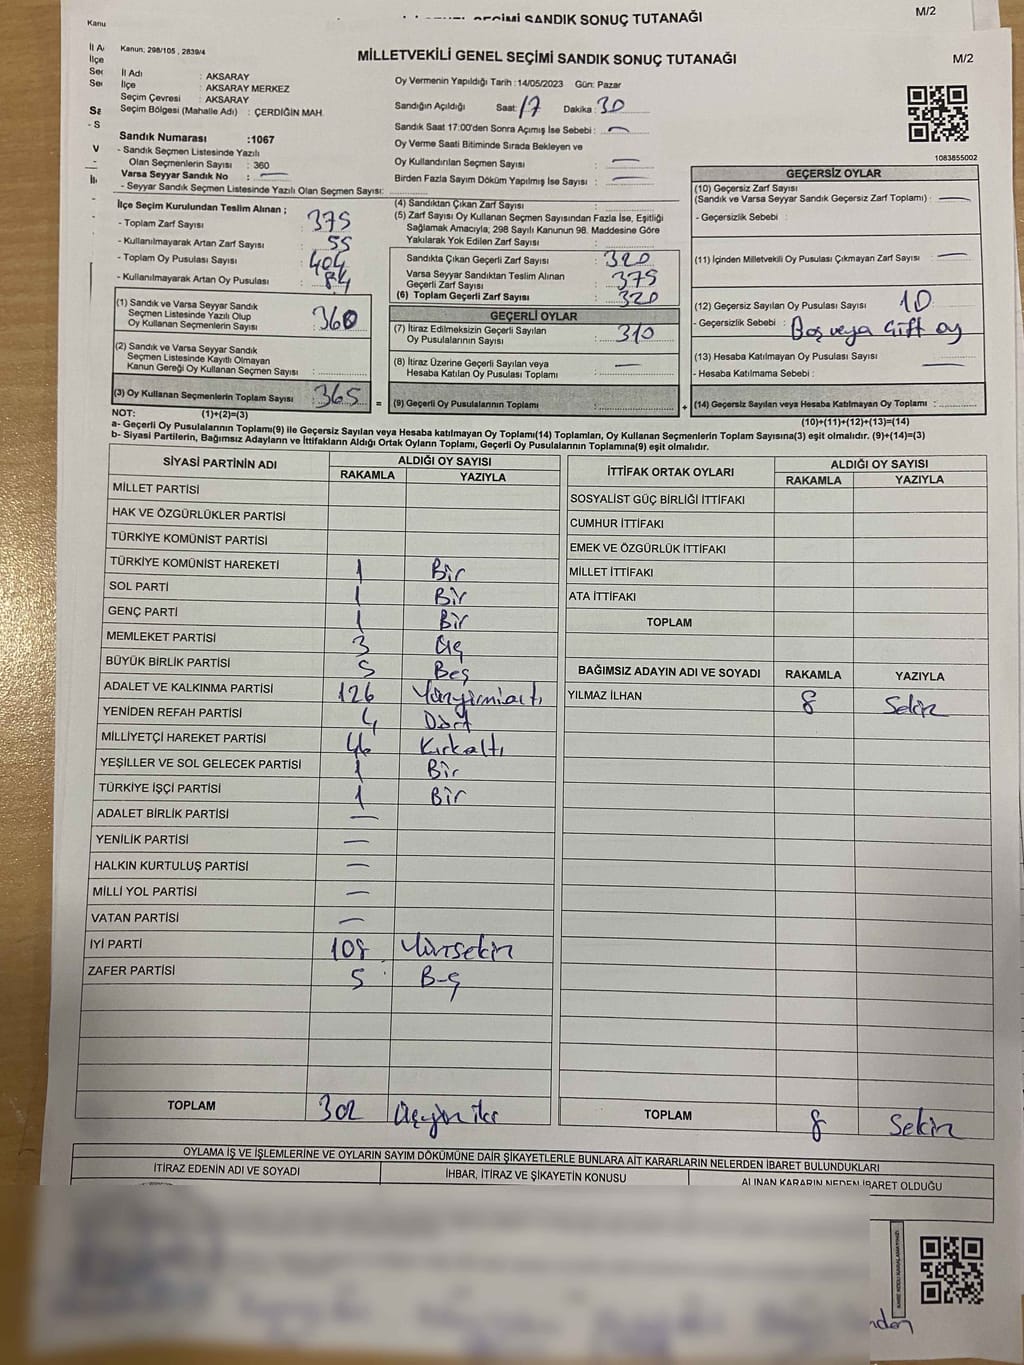 SEÇİMİ SANDIK SONUÇ TUTANAĞI
M/2
Kanu
İl A
İlçe
Seç
Seç
Kanun; 298/105 , 2839/4
MİLLETVEKİLİ GENEL SEÇİMİ SANDIK SONUÇ TUTANAĞI
M/2
İl Adı : AKSARAY
İlçe : AKSARAY MERKEZ
Seçim Çevresi : AKSARAY
Seçim Bölgesi (Mahalle Adı) : ÇERDİĞİN MAH.
Sandık Numarası :1067
- Sandık Seçmen Listesinde Yazılı
Olan Seçmenlerin Sayısı : 360
Varsa Seyyar Sandık No : —
- Seyyar Sandık Seçmen Listesinde Yazılı Olan Seçmen Sayısı:
Oy Vermenin Yapıldığı Tarih :14/05/2023 Gün: Pazar
Sandığın Açıldığı Saat: 17 Dakika : 30
Sandık Saat 17:00'den Sonra Açımış İse Sebebi : —
Oy Verme Saati Bitiminde Sırada Bekleyen ve
Oy Kullandırılan Seçmen Sayısı : —
Birden Fazla Sayım Döküm Yapılmış İse Sayısı : —
1083855002
İlçe Seçim Kurulundan Teslim Alınan ;
- Toplam Zarf Sayısı : 375
- Kullanılmayarak Artan Zarf Sayısı : 55
- Toplam Oy Pusulası Sayısı : 404
- Kullanılmayarak Artan Oy Pusulası : 84
(1) Sandık ve Varsa Seyyar Sandık
Seçmen Listesinde Yazılı Olup
Oy Kullanan Seçmenlerin Sayısı : 360
(2) Sandık ve Varsa Seyyar Sandık
Seçmen Listesinde Kayıtlı Olmayan
Kanun Gereği Oy Kullanan Seçmen Sayısı :
(3) Oy Kullanan Seçmenlerin Toplam Sayısı : 365 =
(4) Sandıktan Çıkan Zarf Sayısı :
(5) Zarf Sayısı Oy Kullanan Seçmen Sayısından Fazla İse, Eşitliği
Sağlamak Amacıyla; 298 Sayılı Kanunun 98. Maddesine Göre
Yakılarak Yok Edilen Zarf Sayısı :
Sandıkta Çıkan Geçerli Zarf Sayısı : 320
Varsa Seyyar Sandıktan Teslim Alınan
Geçerli Zarf Sayısı : 375
(6) Toplam Geçerli Zarf Sayısı : 320
GEÇERLİ OYLAR
(7) İtiraz Edilmeksizin Geçerli Sayılan
Oy Pusulalarının Sayısı : 310
(8) İtiraz Üzerine Geçerli Sayılan veya
Hesaba Katılan Oy Pusulası Toplamı : —
(9) Geçerli Oy Pusulalarının Toplamı : +
GEÇERSİZ OYLAR
(10) Geçersiz Zarf Sayısı
(Sandık ve Varsa Seyyar Sandık Geçersiz Zarf Toplamı) : —
- Geçersizlik Sebebi :
(11) İçinden Milletvekili Oy Pusulası Çıkmayan Zarf Sayısı : —
(12) Geçersiz Sayılan Oy Pusulası Sayısı : 10
- Geçersizlik Sebebi : Boş veya Çift oy
(13) Hesaba Katılmayan Oy Pusulası Sayısı : —
- Hesaba Katılmama Sebebi :
(14) Geçersiz Sayılan veya Hesaba Katılmayan Oy Toplamı :
NOT: (1)+(2)=(3)
(10)+(11)+(12)+(13)=(14)
a- Geçerli Oy Pusulalarının Toplamı(9) ile Geçersiz Sayılan veya Hesaba katılmayan Oy Toplamı(14) Toplamları, Oy Kullanan Seçmenlerin Toplam Sayısına(3) eşit olmalıdır. (9)+(14)=(3)
b- Siyasi Partilerin, Bağımsız Adayların ve İttifakların Aldığı Ortak Oyların Toplamı, Geçerli Oy Pusulalarının Toplamına(9) eşit olmalıdır.
SİYASİ PARTİNİN ADI ALDIĞI OY SAYISI
RAKAMLA YAZIYLA
MİLLET PARTİSİ
HAK VE ÖZGÜRLÜKLER PARTİSİ
TÜRKİYE KOMÜNİST PARTİSİ
TÜRKİYE KOMÜNİST HAREKETİ 1 Bir
SOL PARTİ 1 Bir
GENÇ PARTİ 1 Bir
MEMLEKET PARTİSİ 3 Üç
BÜYÜK BİRLİK PARTİSİ 5 Beş
ADALET VE KALKINMA PARTİSİ 126 Yüzyirmialtı
YENİDEN REFAH PARTİSİ 4 Dört
MİLLİYETÇİ HAREKET PARTİSİ 46 Kırkaltı
YEŞİLLER VE SOL GELECEK PARTİSİ 1 Bir
TÜRKİYE İŞÇİ PARTİSİ 1 Bir
ADALET BİRLİK PARTİSİ —
YENİLİK PARTİSİ —
HALKIN KURTULUŞ PARTİSİ —
MİLLİ YOL PARTİSİ —
VATAN PARTİSİ —
İYİ PARTİ 108 Yüzsekiz
ZAFER PARTİSİ 5 Beş
TOPLAM 302 Üçyüziki
İTTİFAK ORTAK OYLARI ALDIĞI OY SAYISI
RAKAMLA YAZIYLA
SOSYALİST GÜÇ BİRLİĞİ İTTİFAKI
CUMHUR İTTİFAKI
EMEK VE ÖZGÜRLÜK İTTİFAKI
MİLLET İTTİFAKI
ATA İTTİFAKI
TOPLAM
BAĞIMSIZ ADAYIN ADI VE SOYADI RAKAMLA YAZIYLA
YILMAZ İLHAN 8 Sekiz
TOPLAM 8 Sekiz
OYLAMA İŞ VE İŞLEMLERİNE VE OYLARIN SAYIM DÖKÜMÜNE DAİR ŞİKAYETLERLE BUNLARA AİT KARARLARIN NELERDEN İBARET BULUNDUKLARI
İTİRAZ EDENİN ADI VE SOYADI İHBAR, İTİRAZ VE ŞİKAYETİN KONUSU ALINAN KARARIN NEDEN İBARET OLDUĞU